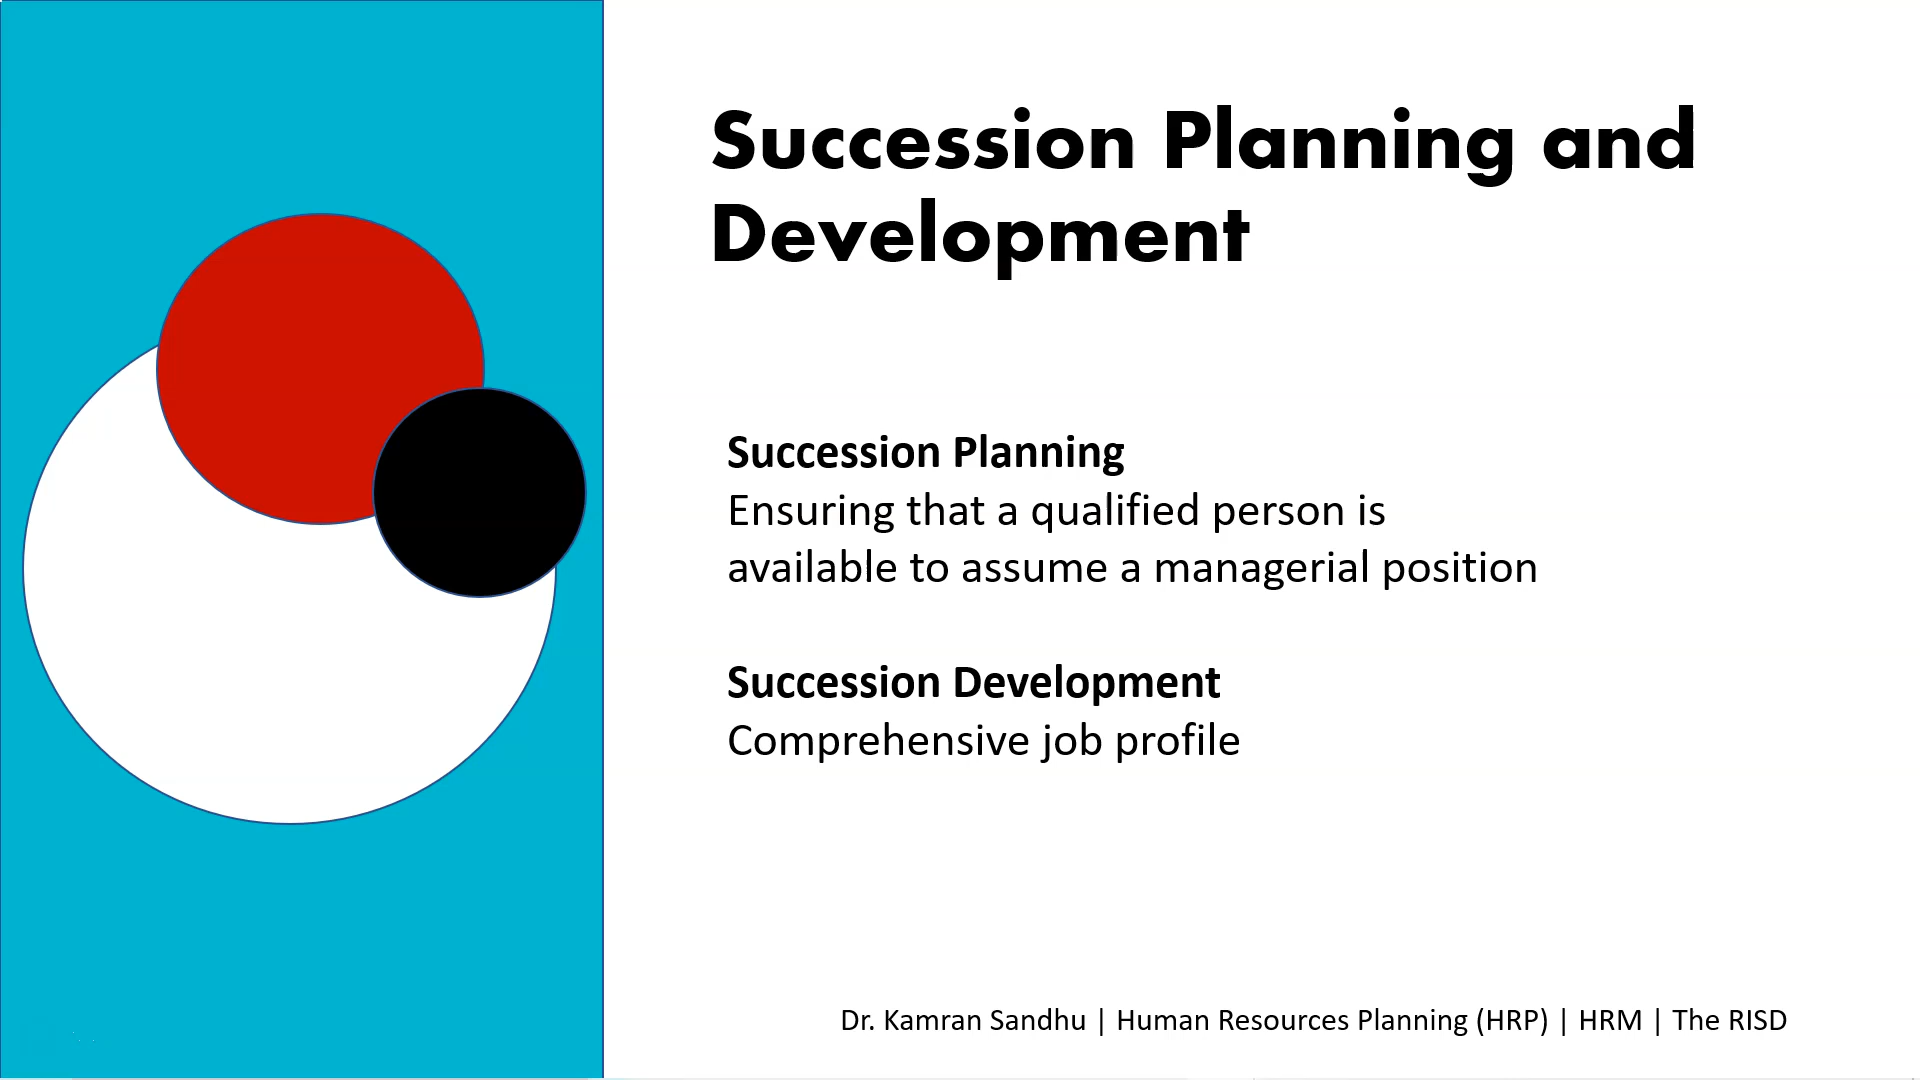 Succession Planning and
Development
Succession Planning
Ensuring that a qualified person is
available to assume a managerial position
Succession Development
Comprehensive job profile
Dr. Kamran Sandhu | Human Resources Planning (HRP) | HRM | The RISD